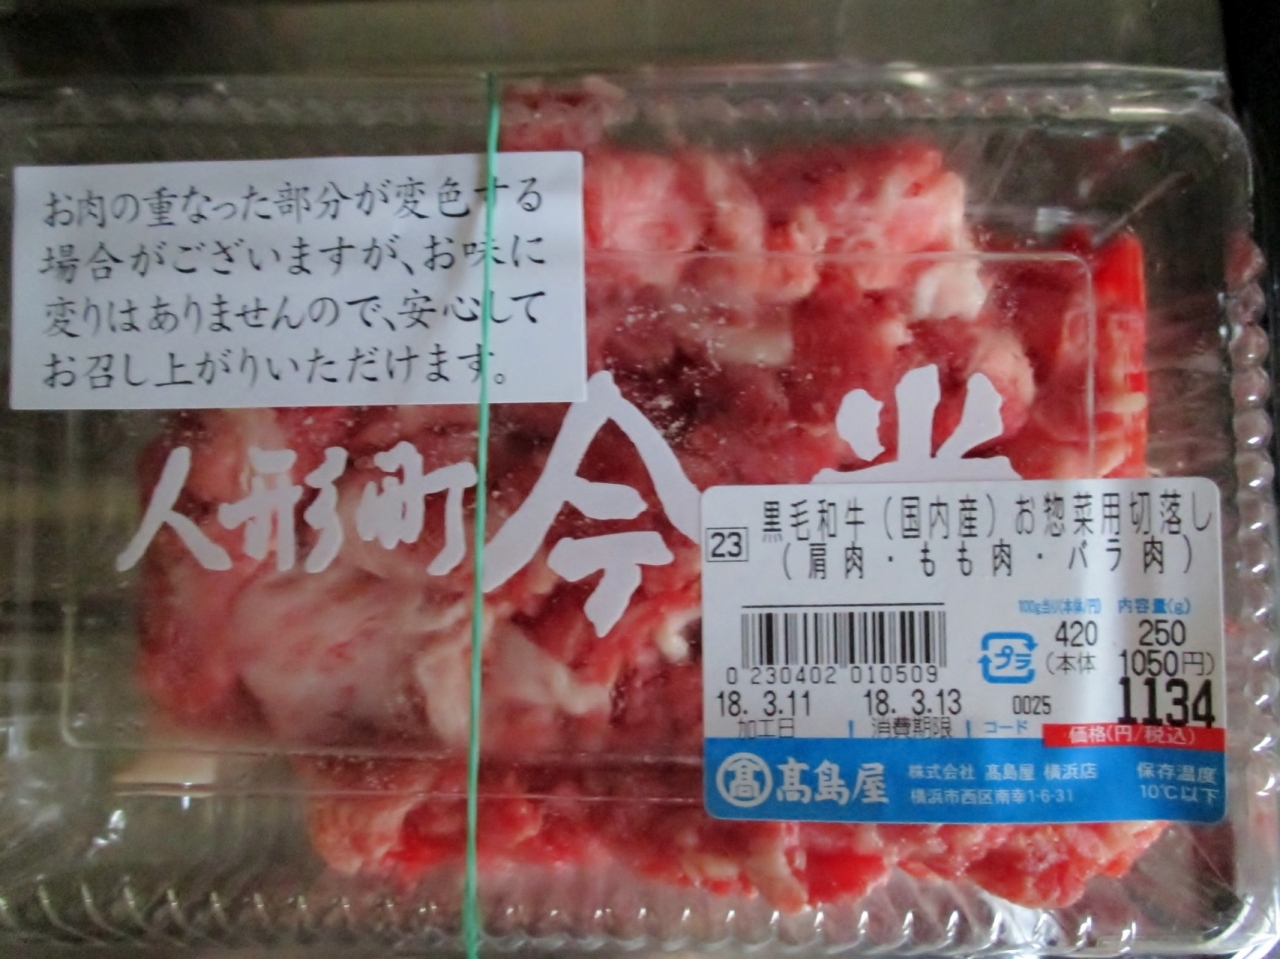 お肉の重なった部分が変色する
場合がございますが、お味に
変りはありませんので、安心して
お召し上がりいただけます。
人形町 今
23
黒毛和牛(国内産)お惣菜用切落し
(肩肉・もも肉・バラ肉)
100g当り(本体/円) 内容量(g)
420 250
プラ
(本体 1050円)
0 230402 010509
18. 3.11 18. 3.13 0025 1134
加工日 消費期限 コード 価格(円/税込)
髙 髙島屋
株式会社 髙島屋 横浜店
横浜市西区南幸1-6-31
保存温度
10℃以下